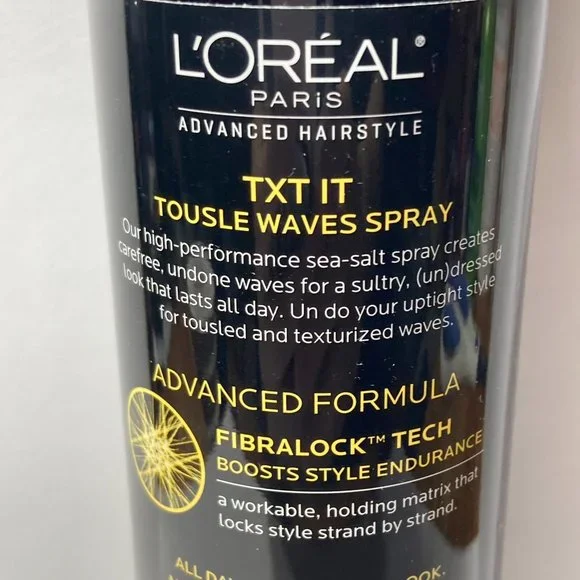 L'ORÉAL®
PARiS
ADVANCED HAIRSTYLE
TXT IT
TOUSLE WAVES SPRAY
Our high-performance sea-salt spray creates
carefree, undone waves for a sultry, (un)dressed
look that lasts all day. Un do your uptight style
for tousled and texturized waves.
ADVANCED FORMULA
FIBRALOCK™ TECH
BOOSTS STYLE ENDURANCE
a workable, holding matrix that
locks style strand by strand.
ALL